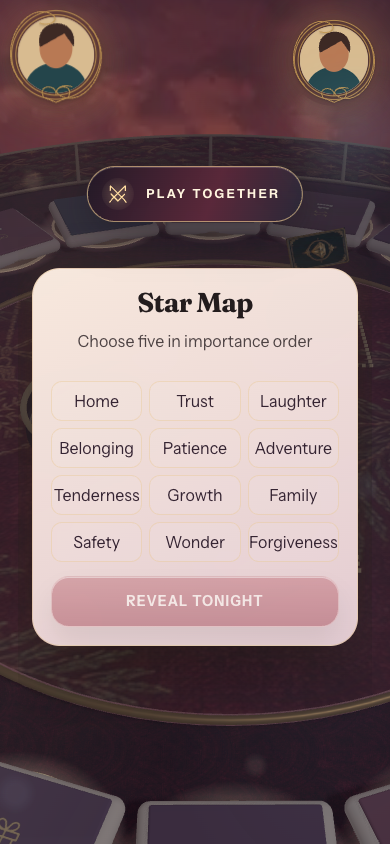 PLAY TOGETHER
Star Map
Choose five in importance order
Home Trust Laughter
Belonging Patience Adventure
Tenderness Growth Family
Safety Wonder Forgiveness
REVEAL TONIGHT